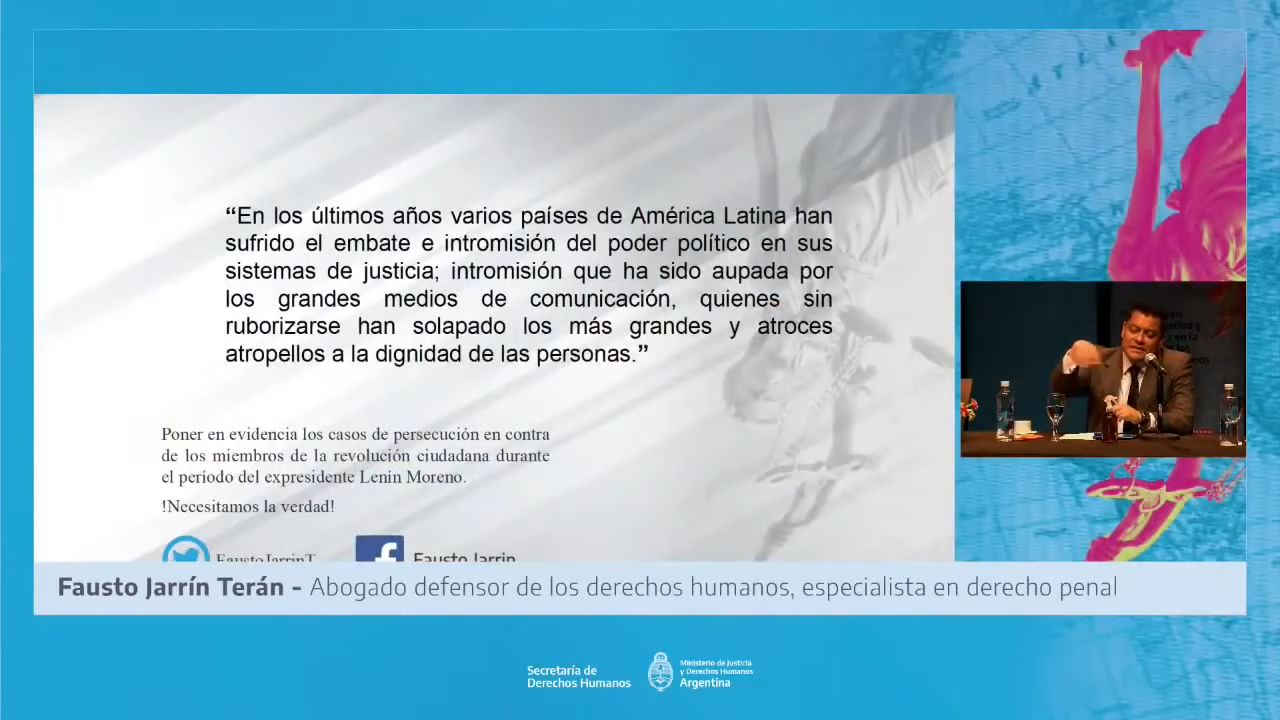 “En los últimos años varios países de América Latina han
sufrido el embate e intromisión del poder político en sus
sistemas de justicia; intromisión que ha sido aupada por
los grandes medios de comunicación, quienes sin
ruborizarse han solapado los más grandes y atroces
atropellos a la dignidad de las personas.”
Poner en evidencia los casos de persecución en contra
de los miembros de la revolución ciudadana durante
el período del expresidente Lenín Moreno.
!Necesitamos la verdad!
FaustoJarrinT
Fausto Jarrin
Fausto Jarrín Terán - Abogado defensor de los derechos humanos, especialista en derecho penal
Secretaría de
Derechos Humanos
Ministerio de Justicia
y Derechos Humanos
Argentina